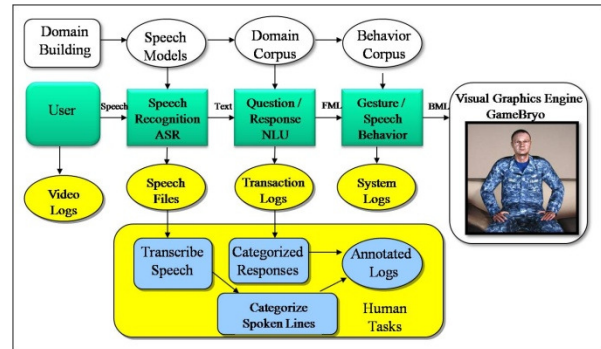 Domain
Building
Speech
Models
Domain
Corpus
Behavior
Corpus
User
Speech
Speech
Recognition
ASR
Text
Question /
Response
NLU
FML
Gesture /
Speech
Behavior
BML
Visual Graphics Engine
GameBryo
Video
Logs
Speech
Files
Transaction
Logs
System
Logs
Transcribe
Speech
Categorized
Responses
Annotated
Logs
Categorize
Spoken Lines
Human
Tasks